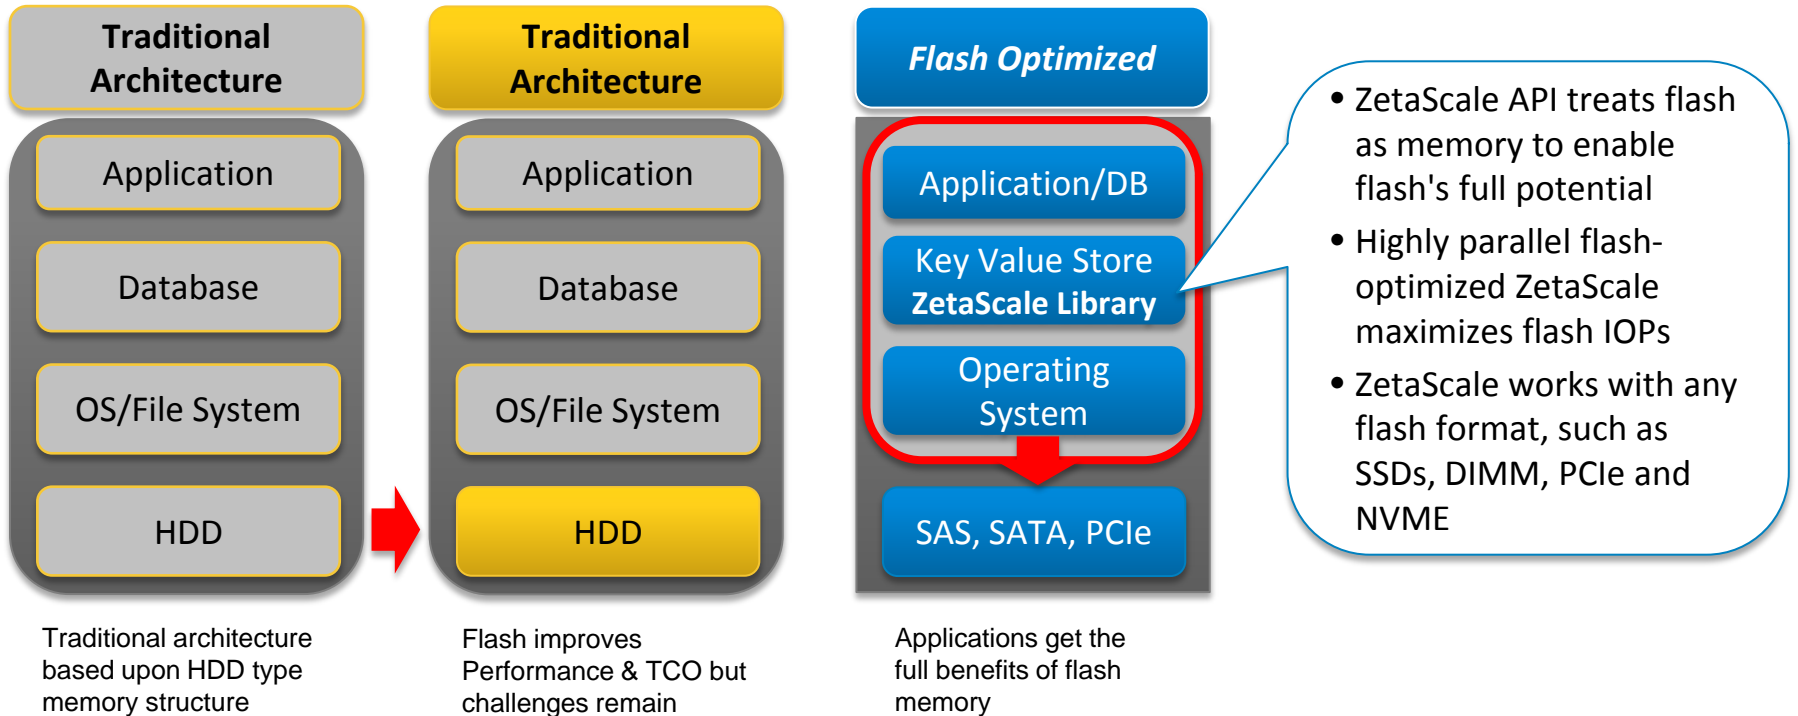 Traditional
Architecture
Application
Database
OS/File System
HDD
Traditional architecture
based upon HDD type
memory structure
Traditional
Architecture
Application
Database
OS/File System
HDD
Flash improves
Performance & TCO but
challenges remain
Flash Optimized
Application/DB
Key Value Store
ZetaScale Library
Operating
System
SAS, SATA, PCIe
Applications get the
full benefits of flash
memory
• ZetaScale API treats flash
as memory to enable
flash's full potential
• Highly parallel flash-
optimized ZetaScale
maximizes flash IOPs
• ZetaScale works with any
flash format, such as
SSDs, DIMM, PCIe and
NVME